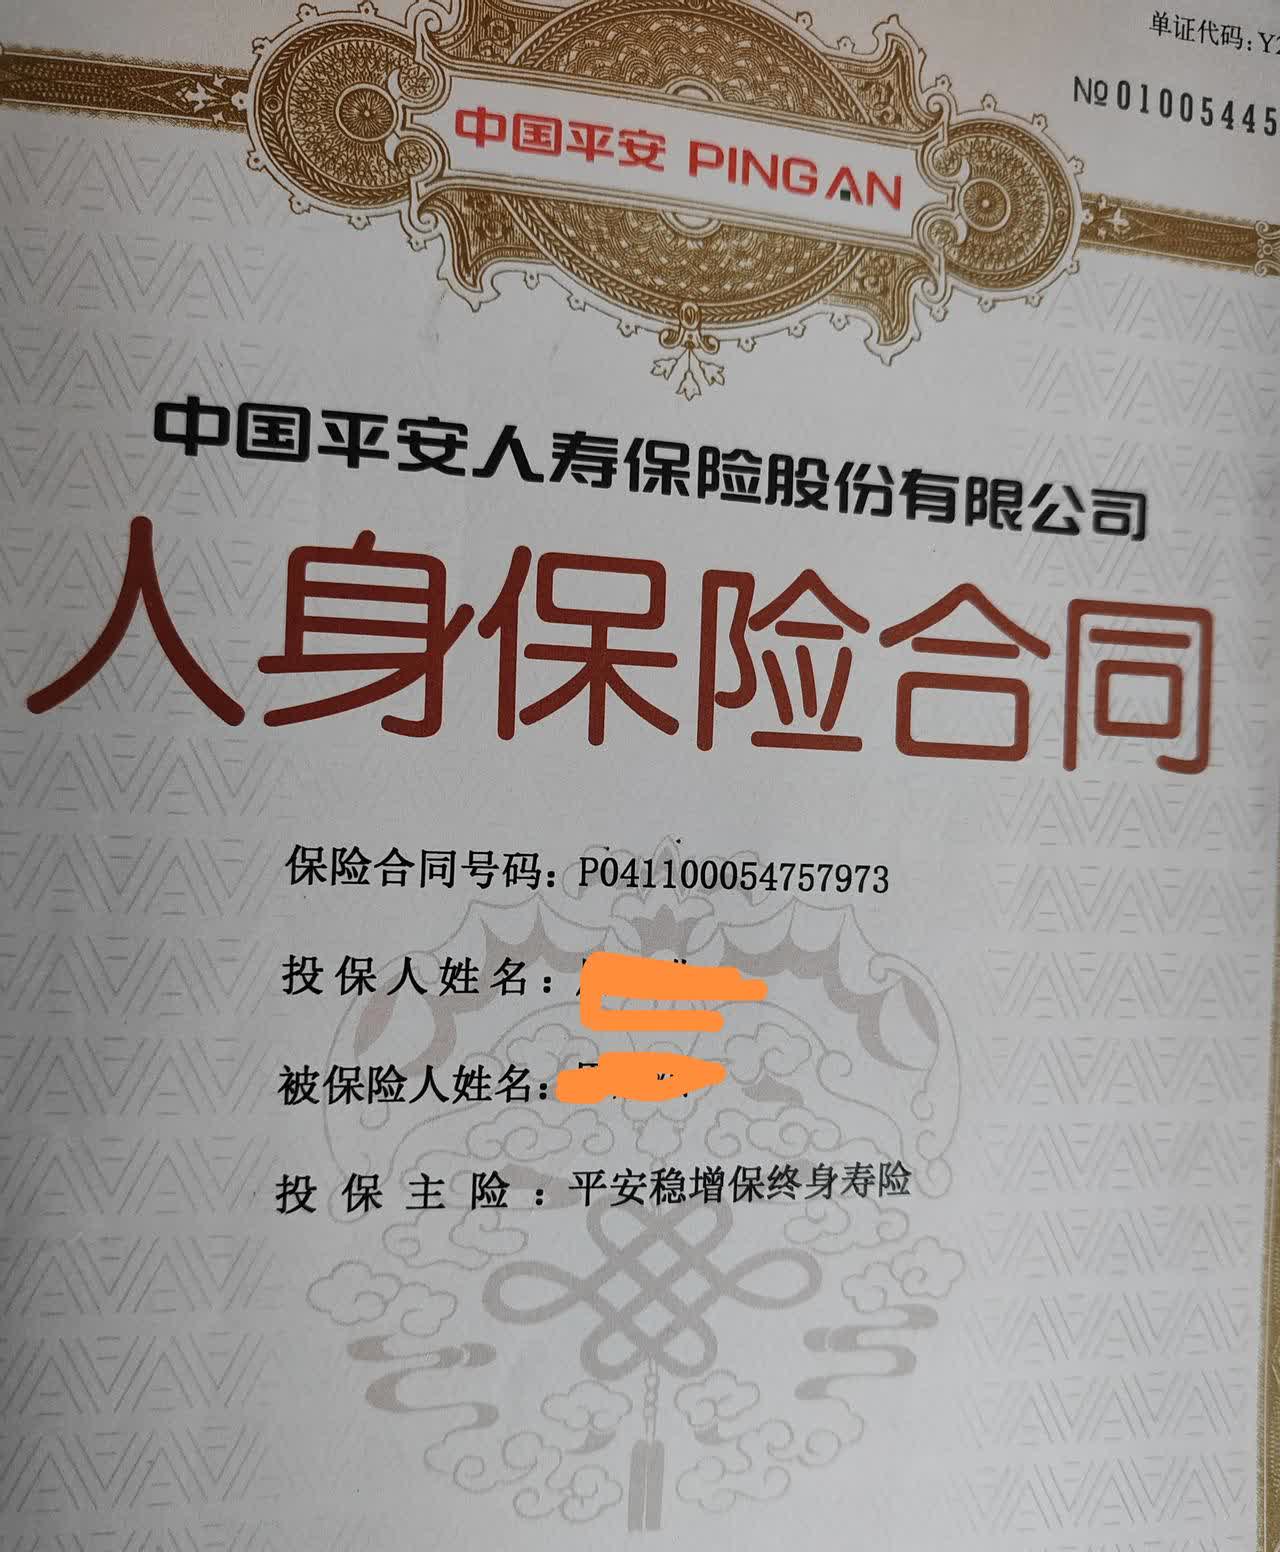 单证代码：Y
№01005445
中国平安 PING AN
中国平安人寿保险股份有限公司
人身保险合同
保险合同号码：P041100054757973
投保人姓名：
被保险人姓名：
投保主险：平安稳增保终身寿险